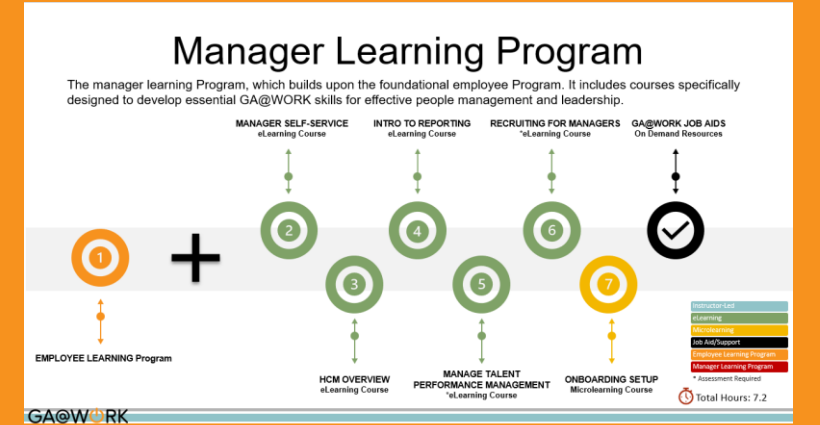 Manager Learning Program
The manager learning Program, which builds upon the foundational employee Program. It includes courses specifically
designed to develop essential GA@WORK skills for effective people management and leadership.
MANAGER SELF-SERVICE
eLearning Course
INTRO TO REPORTING
eLearning Course
RECRUITING FOR MANAGERS
*eLearning Course
GA@WORK JOB AIDS
On Demand Resources
1
2
3
4
5
6
7
EMPLOYEE LEARNING Program
HCM OVERVIEW
eLearning Course
MANAGE TALENT
PERFORMANCE MANAGEMENT
*eLearning Course
ONBOARDING SETUP
Microlearning Course
Instructor-Led
eLearning
Microlearning
Job Aid/Support
Employee Learning Program
Manager Learning Program
* Assessment Required
Total Hours: 7.2
GA@WORK